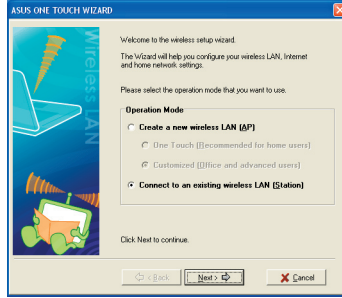 ASUS ONE TOUCH WIZARD
Wireless LAN
Welcome to the wireless setup wizard.
The Wizard will help you configure your wireless LAN, Internet
and home network settings.
Please select the operation mode that you want to use.
Operation Mode
Create a new wireless LAN (AP)
One Touch (Recommended for home users)
Customized (Office and advanced users)
Connect to an existing wireless LAN (Station)
Click Next to continue.
< Back
Next >
Cancel